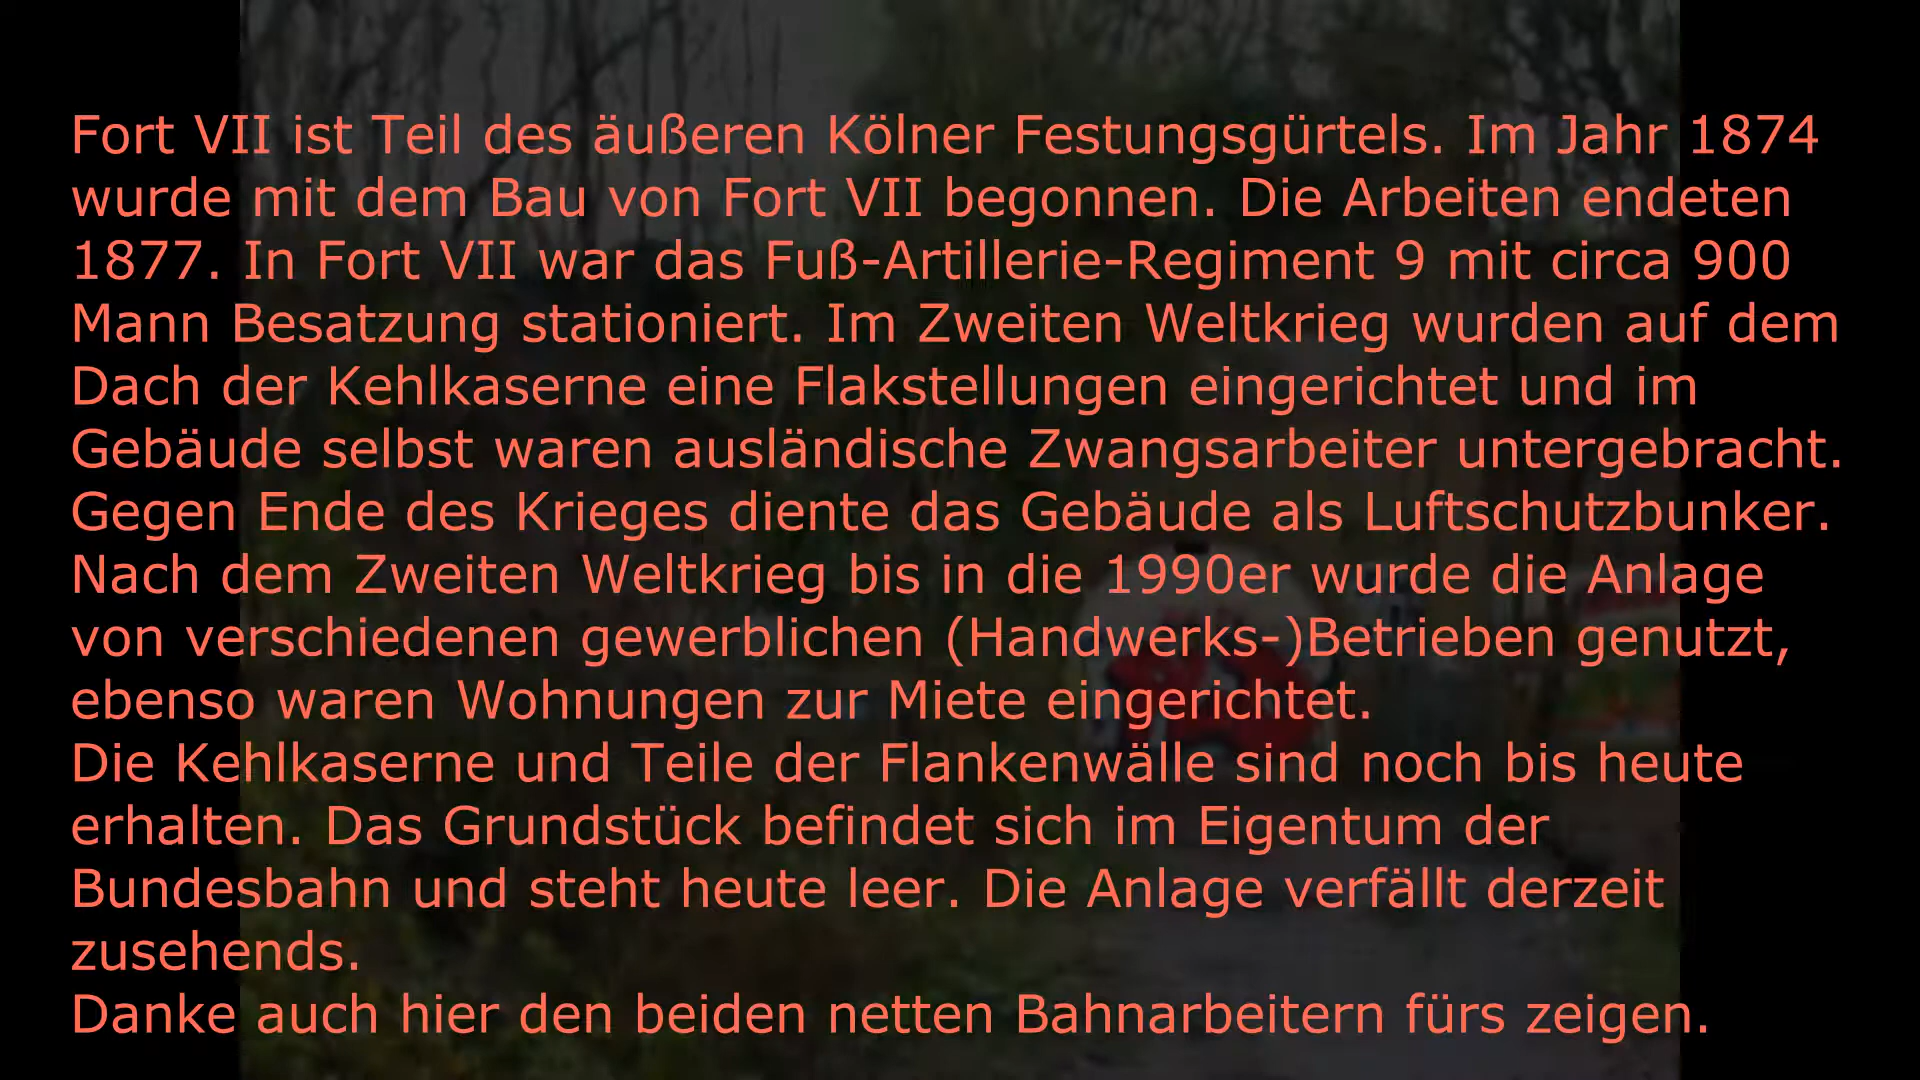 Fort VII ist Teil des äußeren Kölner Festungsgürtels. Im Jahr 1874
wurde mit dem Bau von Fort VII begonnen. Die Arbeiten endeten
1877. In Fort VII war das Fuß-Artillerie-Regiment 9 mit circa 900
Mann Besatzung stationiert. Im Zweiten Weltkrieg wurden auf dem
Dach der Kehlkaserne eine Flakstellungen eingerichtet und im
Gebäude selbst waren ausländische Zwangsarbeiter untergebracht.
Gegen Ende des Krieges diente das Gebäude als Luftschutzbunker.
Nach dem Zweiten Weltkrieg bis in die 1990er wurde die Anlage
von verschiedenen gewerblichen (Handwerks-)Betrieben genutzt,
ebenso waren Wohnungen zur Miete eingerichtet.
Die Kehlkaserne und Teile der Flankenwälle sind noch bis heute
erhalten. Das Grundstück befindet sich im Eigentum der
Bundesbahn und steht heute leer. Die Anlage verfällt derzeit
zusehends.
Danke auch hier den beiden netten Bahnarbeitern fürs zeigen.